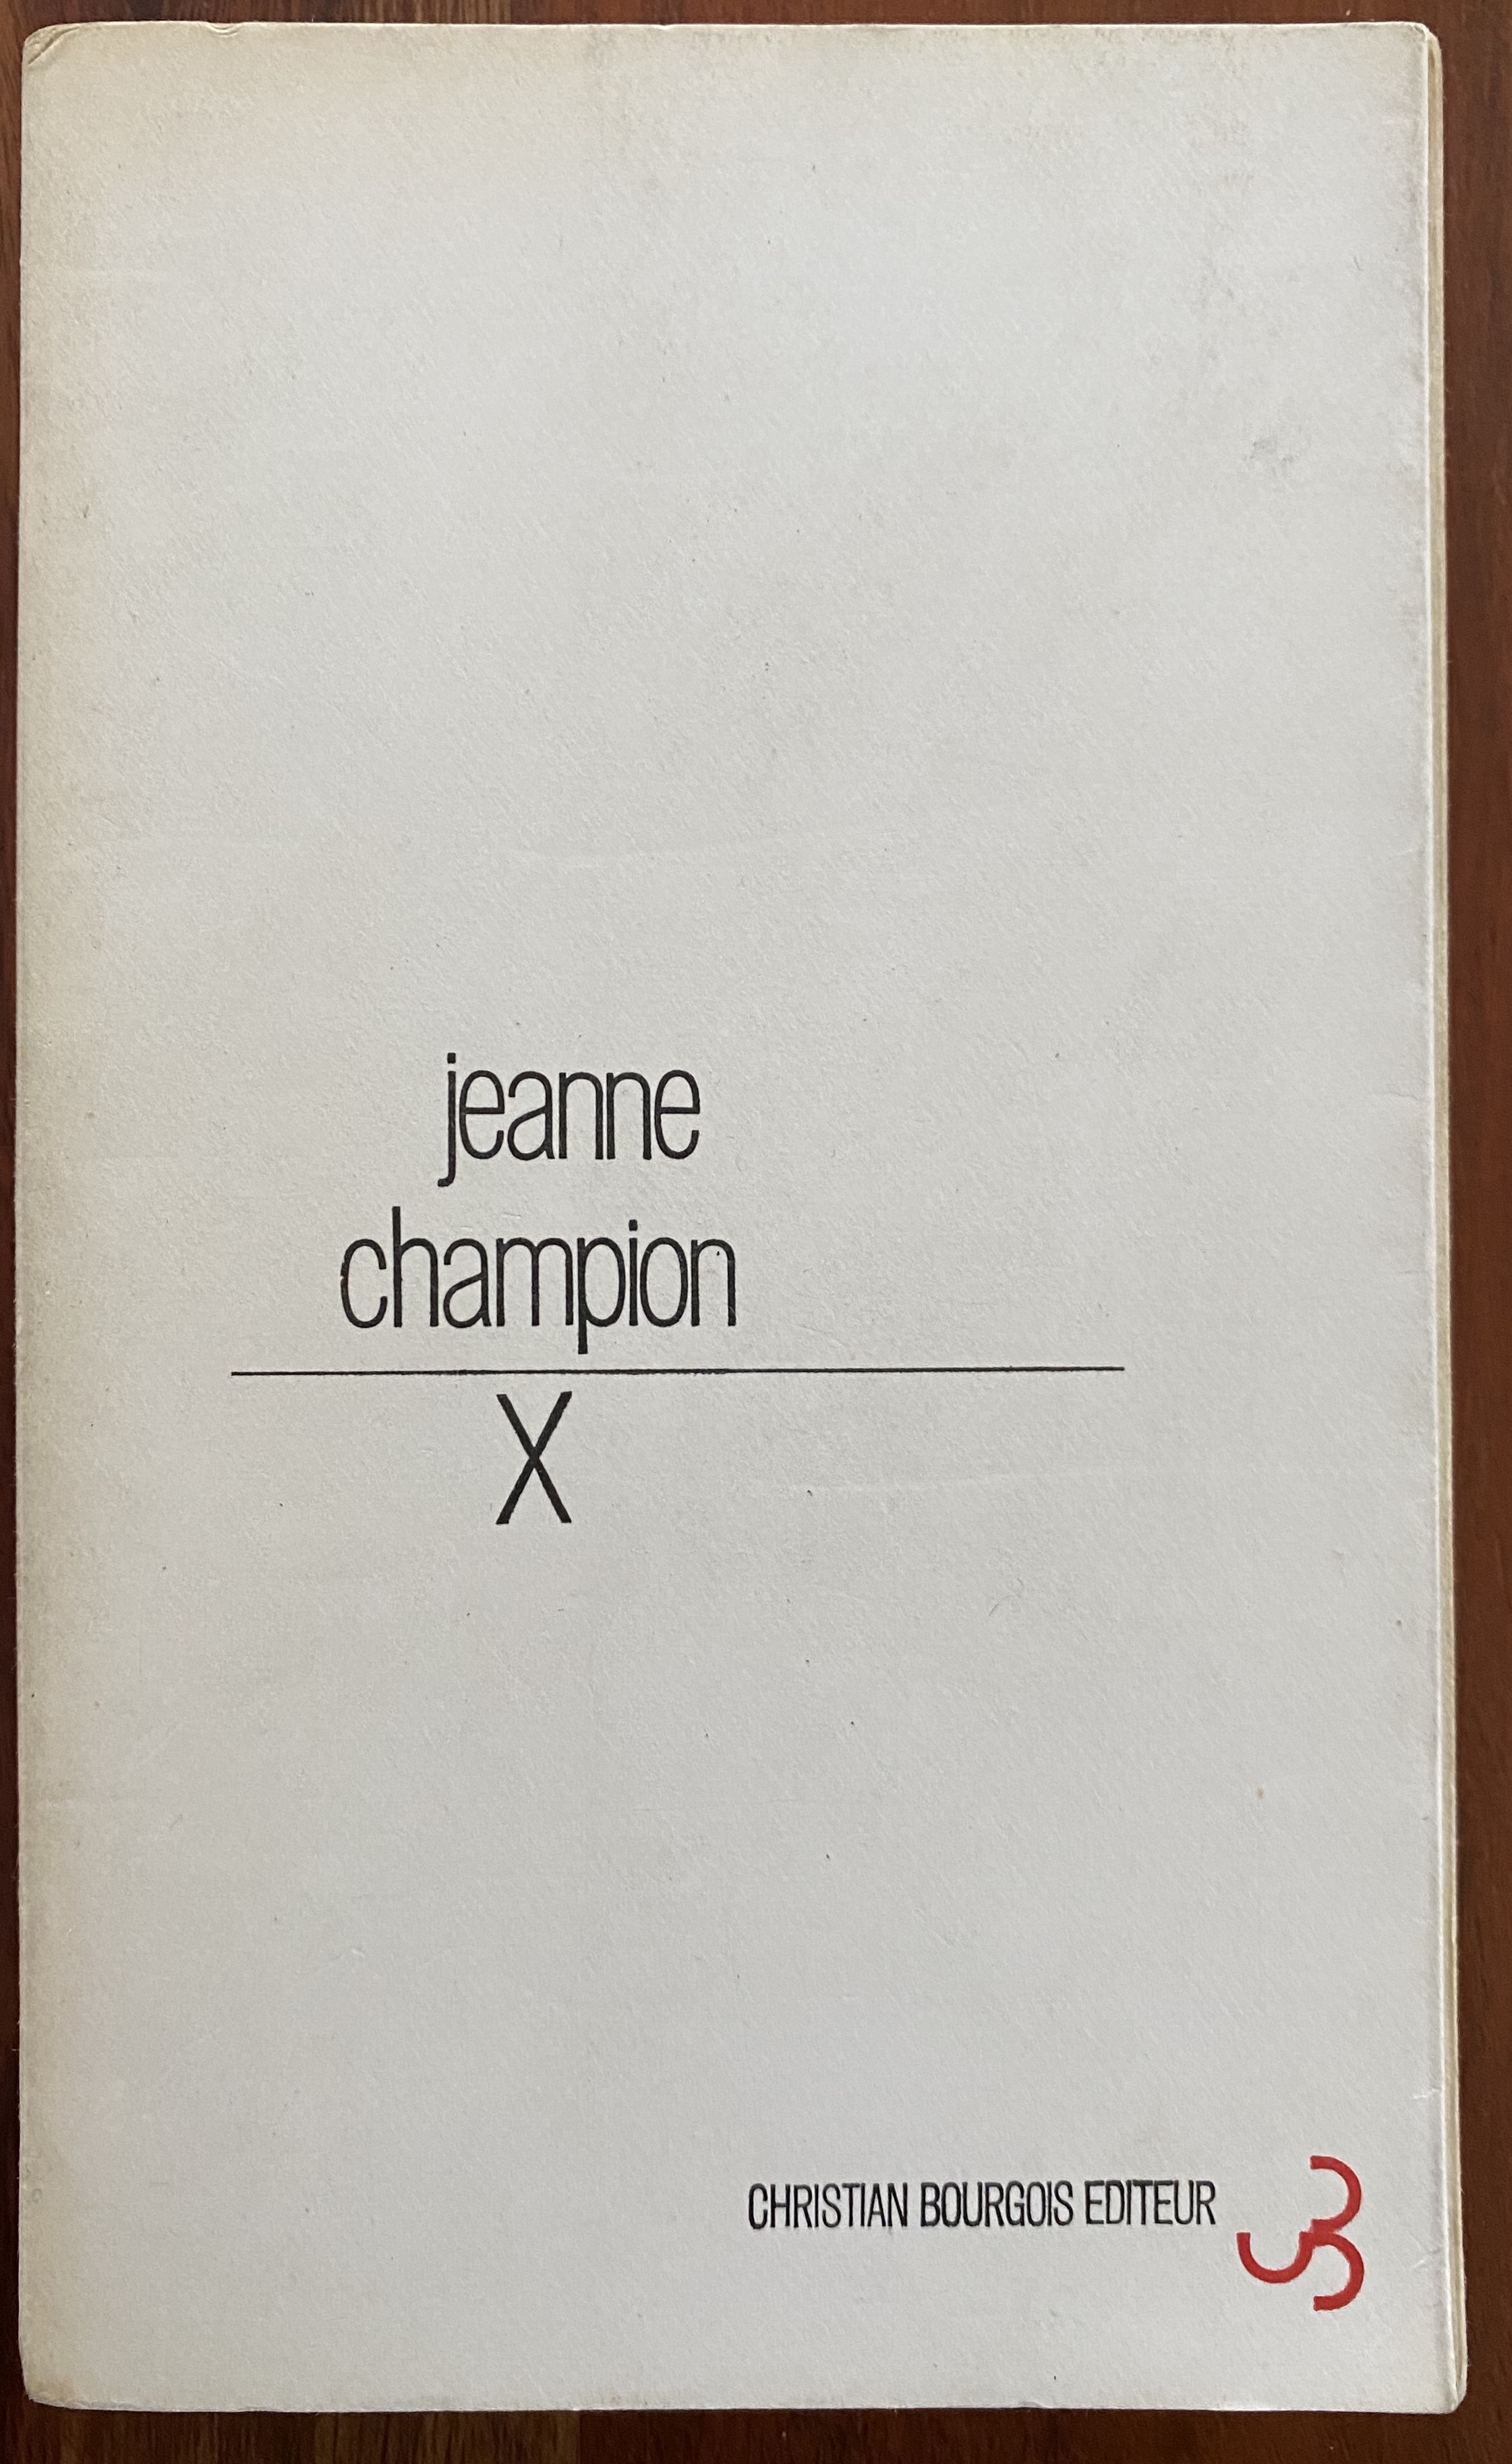 jeanne
champion
X
CHRISTIAN BOURGOIS EDITEUR